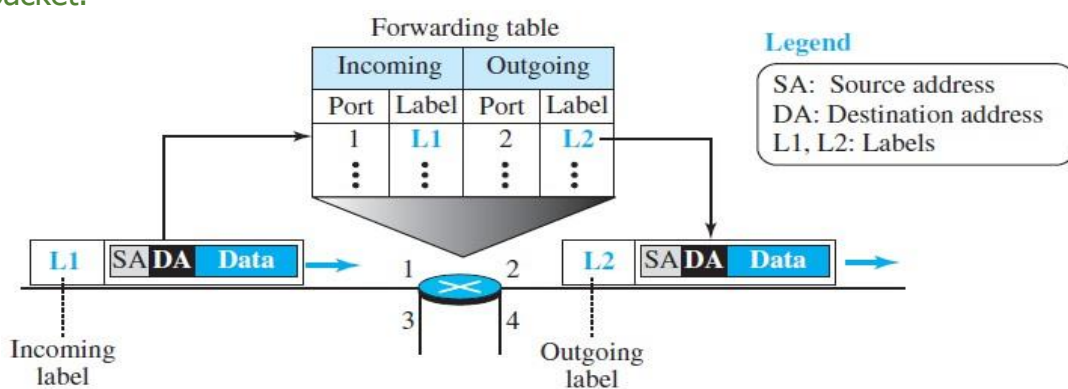 packet.
Forwarding table
Incoming Outgoing
Port Label Port Label
1 L1 2 L2
Legend
SA: Source address
DA: Destination address
L1, L2: Labels
L1 SA DA Data
1 2
3 4
L2 SA DA Data
Incoming
label
Outgoing
label